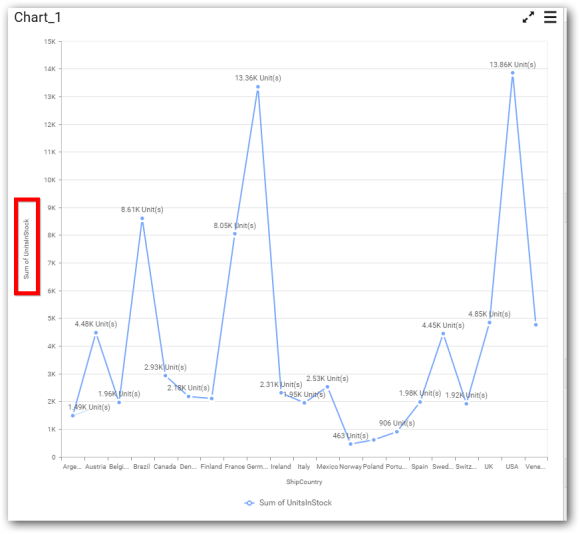 Chart_1
15K
14K
13K
12K
11K
10K
9K
8K
7K
6K
5K
4K
3K
2K
1K
0
Sum of UnitsInStock
1.49K Unit(s)
4.48K Unit(s)
1.96K Unit(s)
8.61K Unit(s)
2.93K Unit(s)
2.18K Unit(s)
8.05K Unit(s)
13.36K Unit(s)
2.31K Unit(s)
1.95K Unit(s)
2.53K Unit(s)
463 Unit(s)
906 Unit(s)
1.98K Unit(s)
4.45K Unit(s)
1.92K Unit(s)
4.85K Unit(s)
13.86K Unit(s)
Arge... Austria Belgi... Brazil Canada Den... Finland France Germ... Ireland Italy Mexico Norway Poland Portu... Spain Swed... Switz... UK USA Vene...
ShipCountry
Sum of UnitsInStock